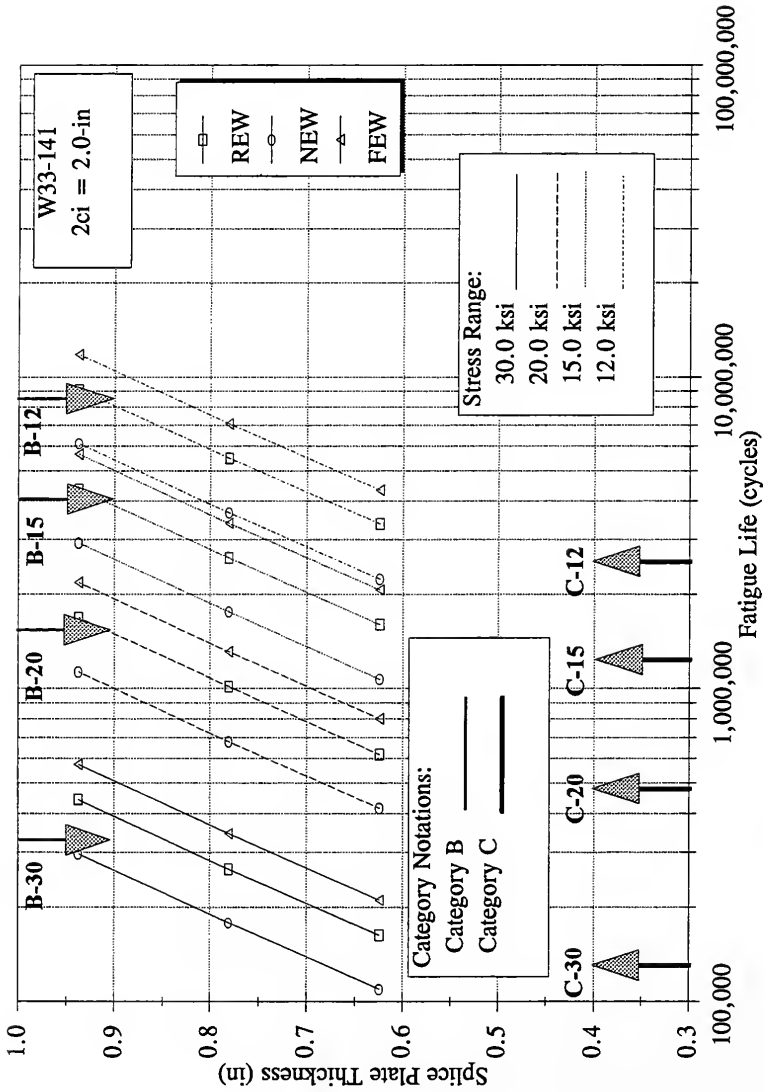 W33-141
2ci = 2.0-in
REW
NEW
FEW
B-30
B-20
B-15
B-12
Stress Range:
30.0 ksi
20.0 ksi
15.0 ksi
12.0 ksi
Category Notations:
Category B
Category C
C-30
C-20
C-15
C-12
1.0
0.9
0.8
0.7
0.6
0.5
0.4
0.3
Splice Plate Thickness (in)
100,000
1,000,000
10,000,000
100,000,000
Fatigue Life (cycles)